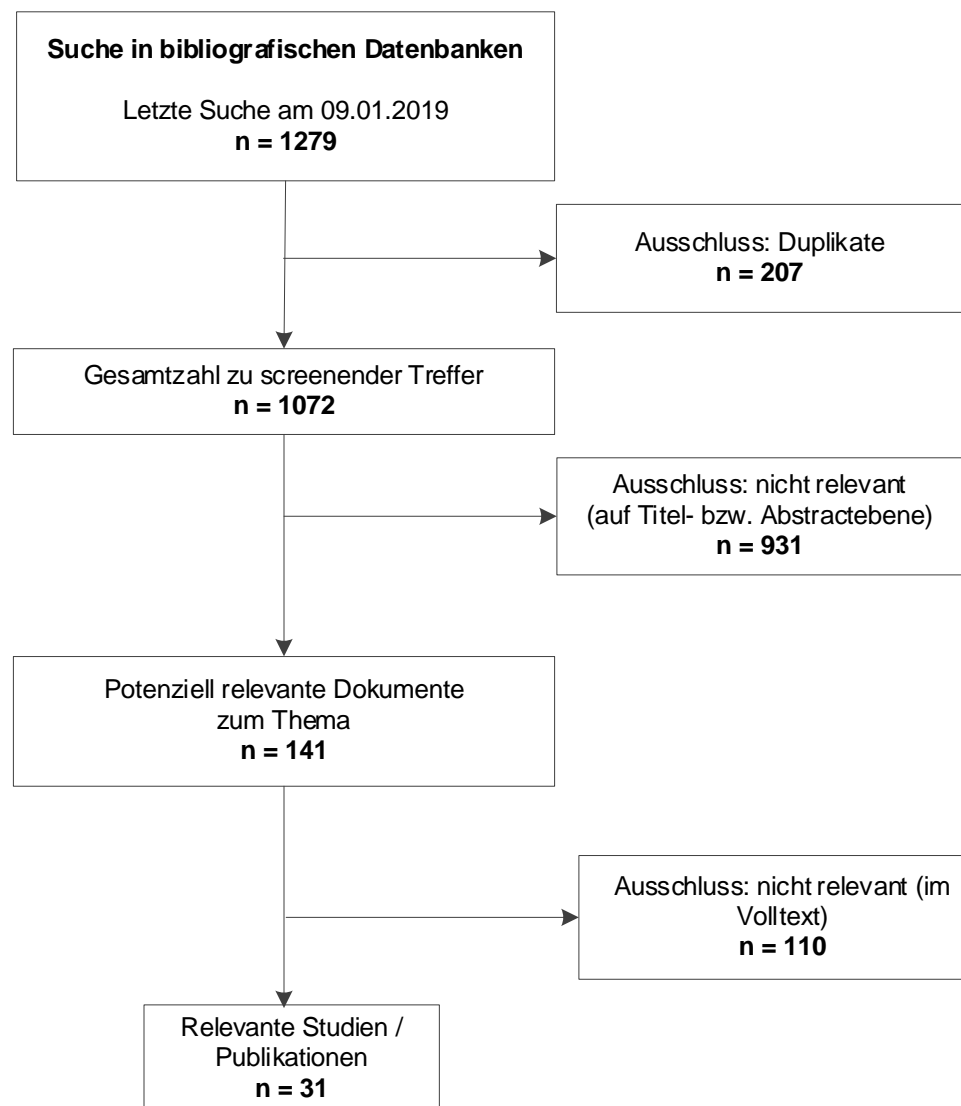 Suche in bibliografischen Datenbanken
Letzte Suche am 09.01.2019
n = 1279
Ausschluss: Duplikate
n = 207
Gesamtzahl zu screenender Treffer
n = 1072
Ausschluss: nicht relevant
(auf Titel- bzw. Abstractebene)
n = 931
Potenziell relevante Dokumente
zum Thema
n = 141
Ausschluss: nicht relevant (im
Volltext)
n = 110
Relevante Studien /
Publikationen
n = 31